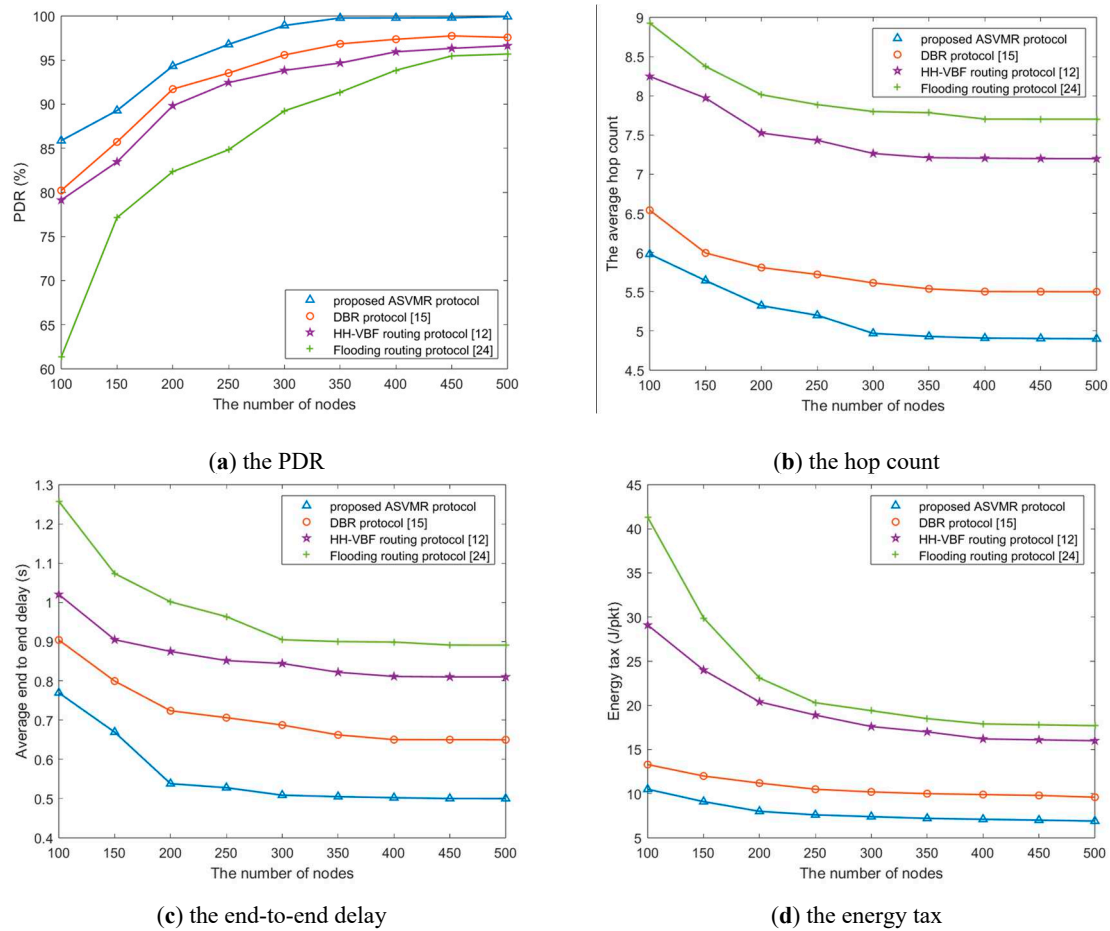 100
95
90
85
80
75
70
65
60
PDR (%)
100 150 200 250 300 350 400 450 500
The number of nodes
proposed ASVMR protocol
DBR protocol [15]
HH-VBF routing protocol [12]
Flooding routing protocol [24]
(a) the PDR
9
8.5
8
7.5
7
6.5
6
5.5
5
4.5
The average hop count
100 150 200 250 300 350 400 450 500
The number of nodes
proposed ASVMR protocol
DBR protocol [15]
HH-VBF routing protocol [12]
Flooding routing protocol [24]
(b) the hop count
1.3
1.2
1.1
1
0.9
0.8
0.7
0.6
0.5
0.4
Average end to end delay (s)
100 150 200 250 300 350 400 450 500
The number of nodes
proposed ASVMR protocol
DBR protocol [15]
HH-VBF routing protocol [12]
Flooding routing protocol [24]
(c) the end-to-end delay
45
40
35
30
25
20
15
10
5
Energy tax (J/pkt)
100 150 200 250 300 350 400 450 500
The number of nodes
proposed ASVMR protocol
DBR protocol [15]
HH-VBF routing protocol [12]
Flooding routing protocol [24]
(d) the energy tax